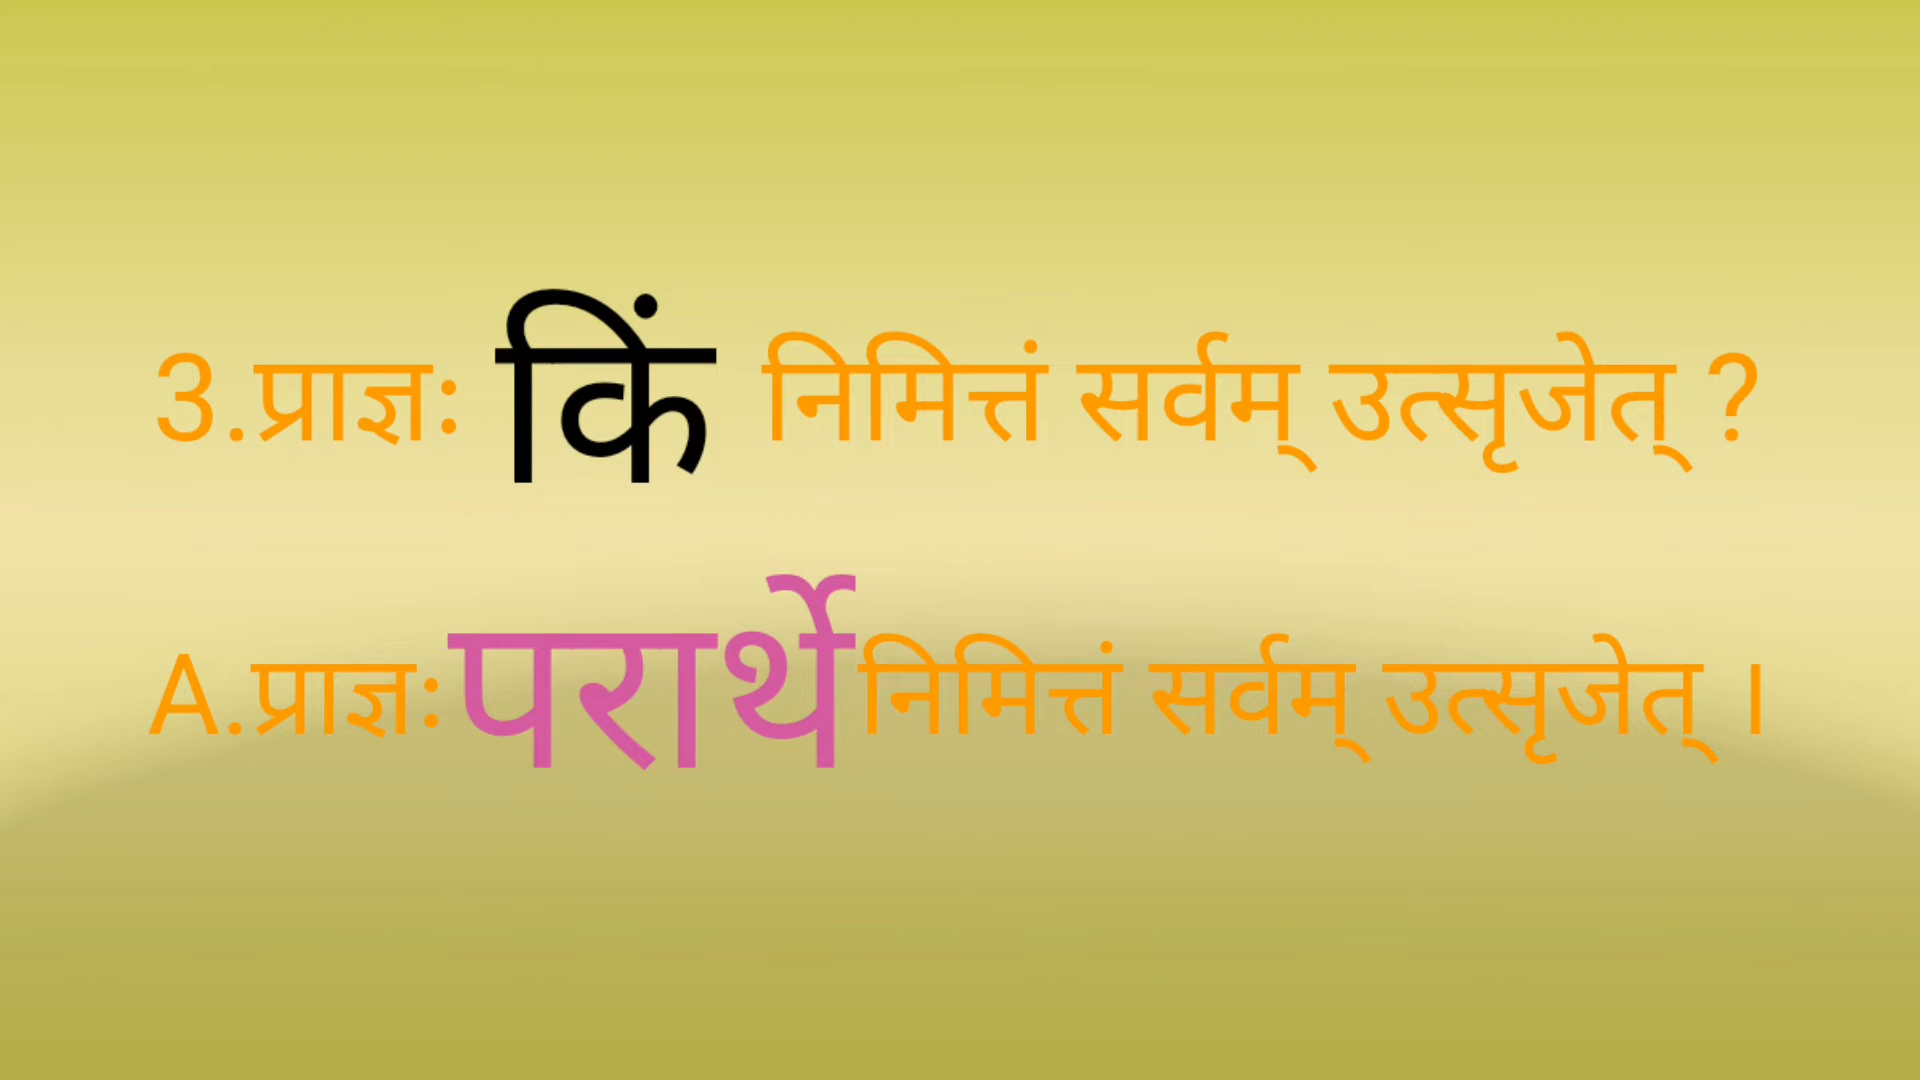 3.प्राज्ञः किं निमित्तं सर्वम् उत्सृजेत् ?
A.प्राज्ञः परार्थे निमित्तं सर्वम् उत्सृजेत् ।